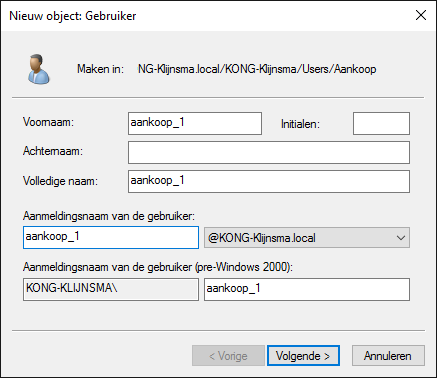 Nieuw object: Gebruiker
Maken in: NG-Klijnsma.local/KONG-Klijnsma/Users/Aankoop
Voornaam: aankoop_1 Initialen:
Achternaam:
Volledige naam: aankoop_1
Aanmeldingsnaam van de gebruiker:
aankoop_1 @KONG-Klijnsma.local
Aanmeldingsnaam van de gebruiker (pre-Windows 2000):
KONG-KLIJNSMA\ aankoop_1
< Vorige Volgende > Annuleren